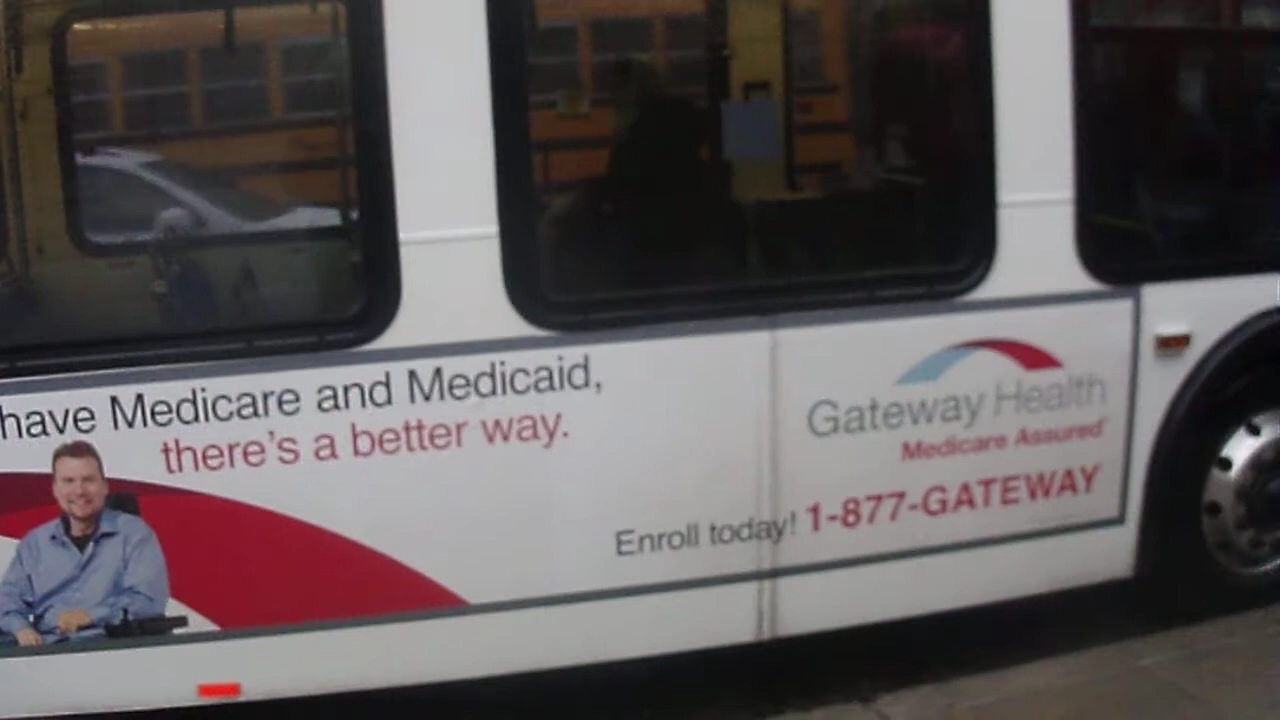 have Medicare and Medicaid,
there's a better way.
Gateway Health
Medicare Assured
Enroll today! 1-877-GATEWAY